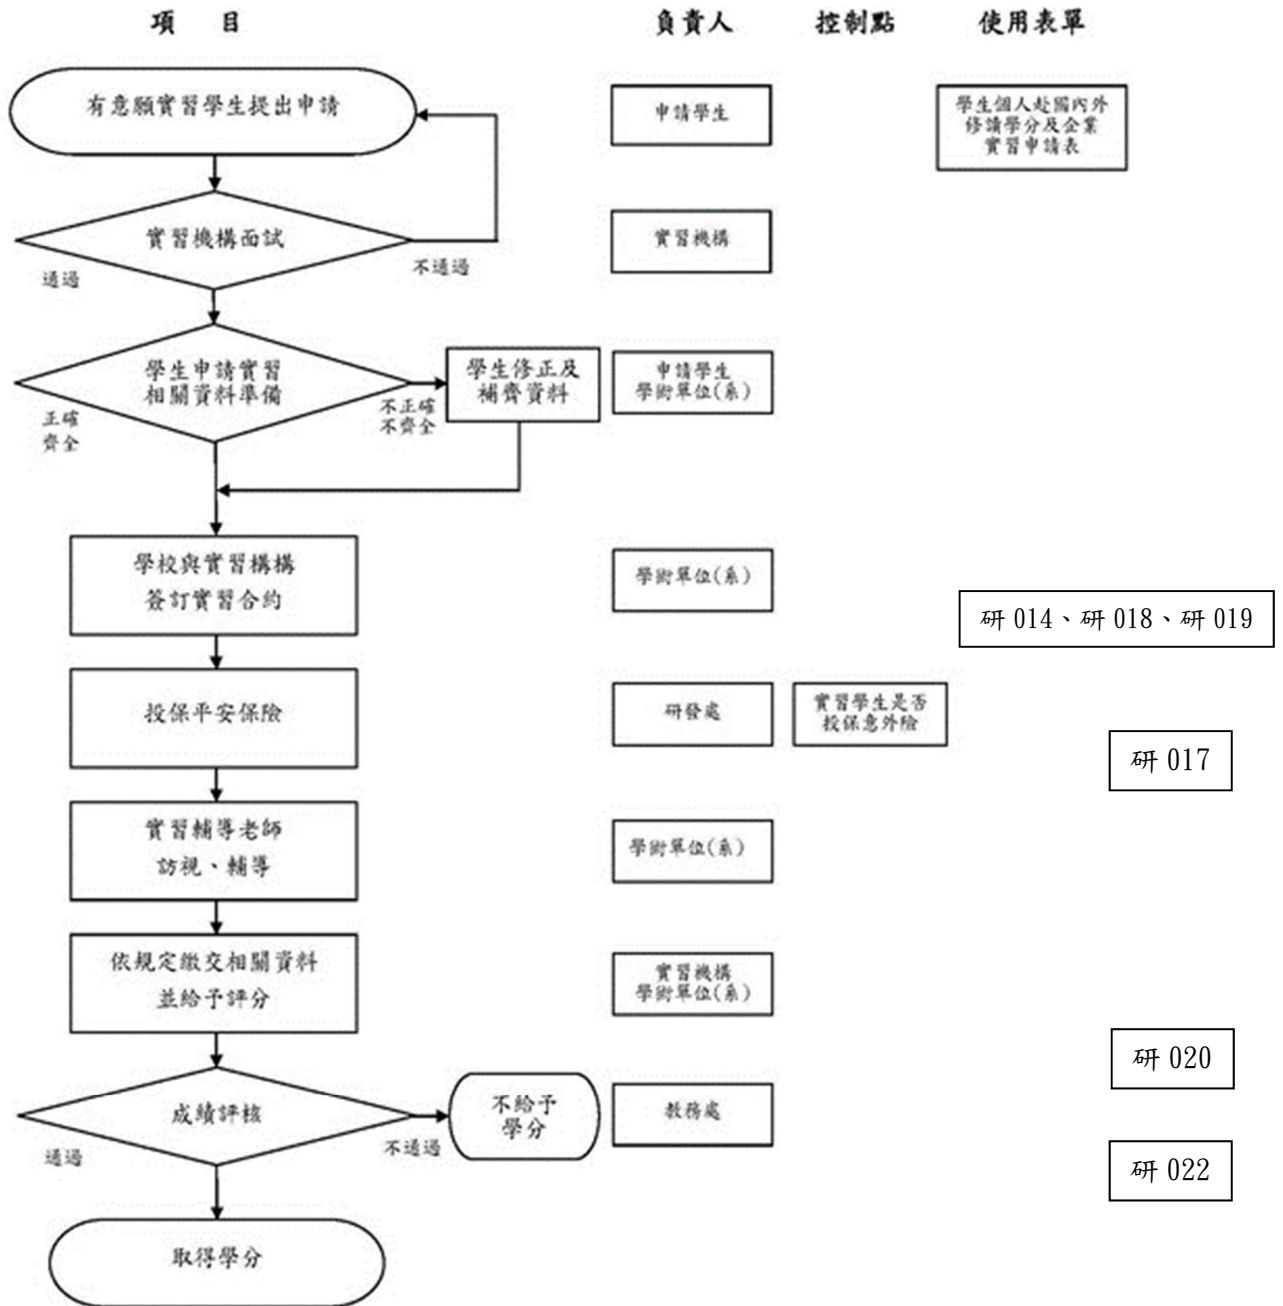 項 目 負責人 控制點 使用表單
有意願實習學生提出申請
申請學生
學生個人赴國內外
修讀學分及企業
實習申請表
實習機構面試
通過
不通過
實習機構
學生申請實習
相關資料準備
正確
齊全
不正確
不齊全
學生修正及
補齊資料
申請學生
學術單位(系)
學校與實習構構
簽訂實習合約
學術單位(系)
研 014、研 018、研 019
投保平安保險
研發處
實習學生是否
投保意外險
研 017
實習輔導老師
訪視、輔導
學術單位(系)
依規定繳交相關資料
並給予評分
實習機構
學術單位(系)
研 020
成績評核
通過
不通過
不給予
學分
教務處
研 022
取得學分